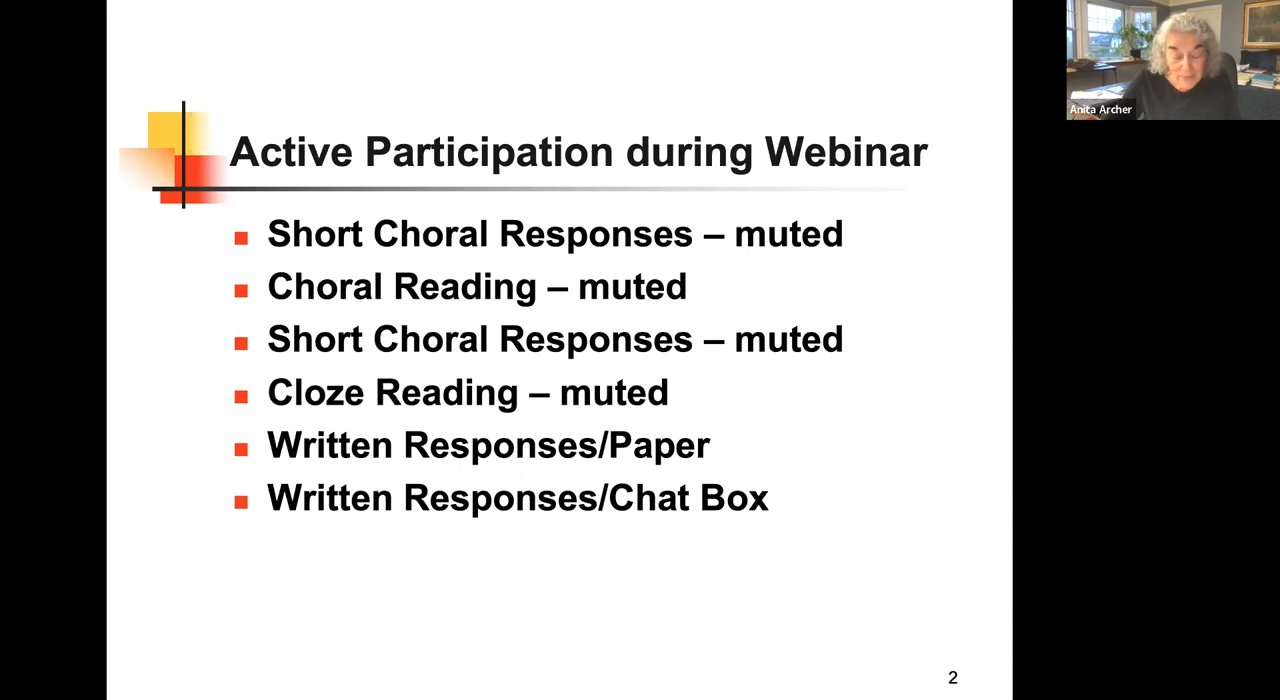 Active Participation during Webinar
Short Choral Responses – muted
Choral Reading – muted
Short Choral Responses – muted
Cloze Reading – muted
Written Responses/Paper
Written Responses/Chat Box
2
Anita Archer